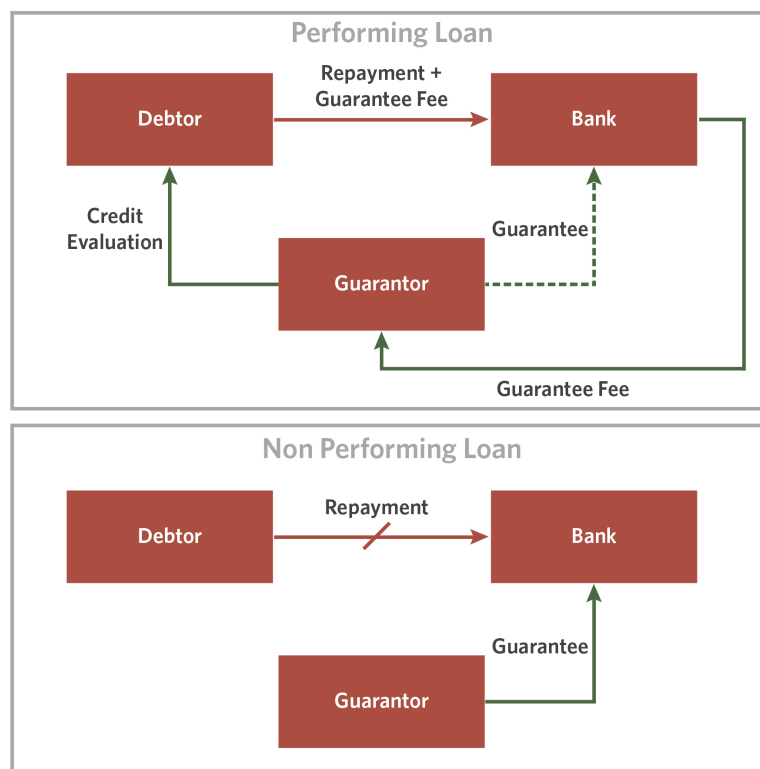 Performing Loan
Repayment +
Guarantee Fee
Debtor
Bank
Credit
Evaluation
Guarantee
Guarantor
Guarantee Fee
Non Performing Loan
Repayment
Debtor
Bank
Guarantee
Guarantor